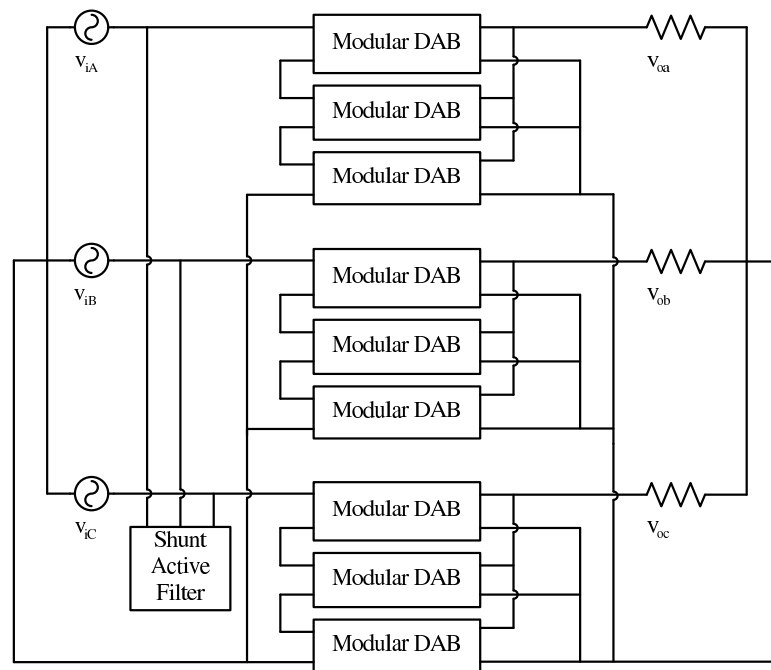 Modular DAB
v_iA
v_oa
Modular DAB
Modular DAB
Modular DAB
v_iB
v_ob
Modular DAB
Modular DAB
Modular DAB
v_iC
v_oc
Shunt
Active
Filter
Modular DAB
Modular DAB